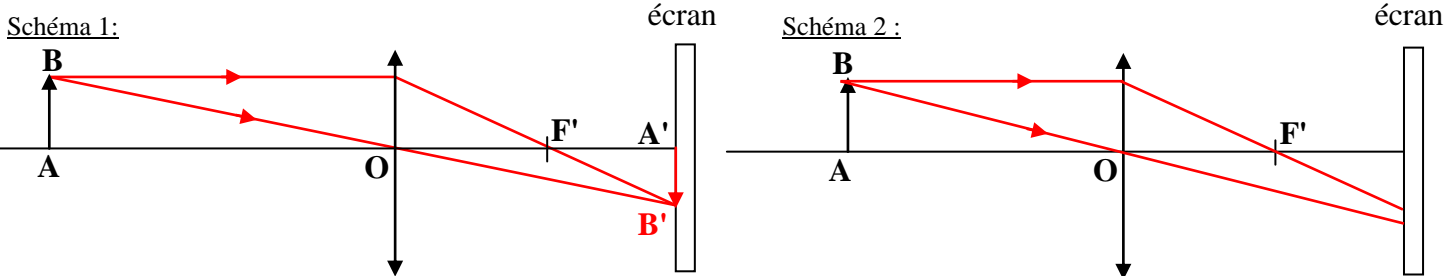 écran
Schéma 1:
B
A
O
F'
A'
B'
écran
Schéma 2 :
B
A
O
F'